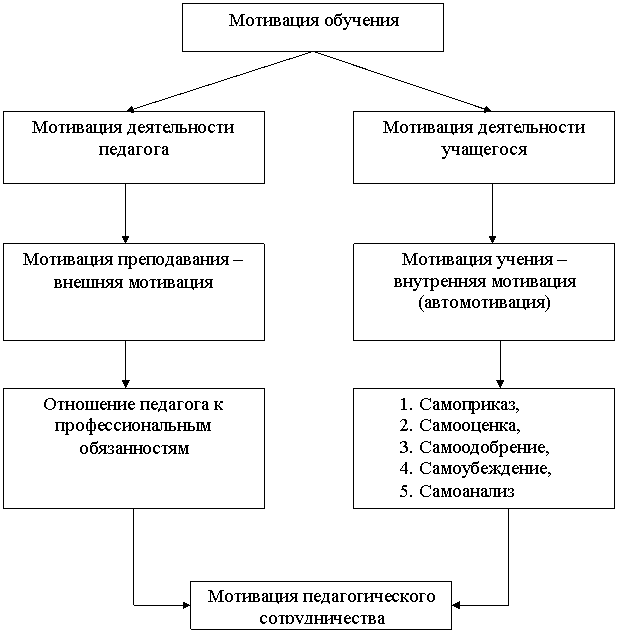 Мотивация обучения
Мотивация деятельности
педагога
Мотивация деятельности
учащегося
Мотивация преподавания –
внешняя мотивация
Мотивация учения –
внутренняя мотивация
(автомотивация)
Отношение педагога к
профессиональным
обязанностям
1. Самоприказ,
2. Самооценка,
3. Самоодобрение,
4. Самоубеждение,
5. Самоанализ
Мотивация педагогического
сотрудничества